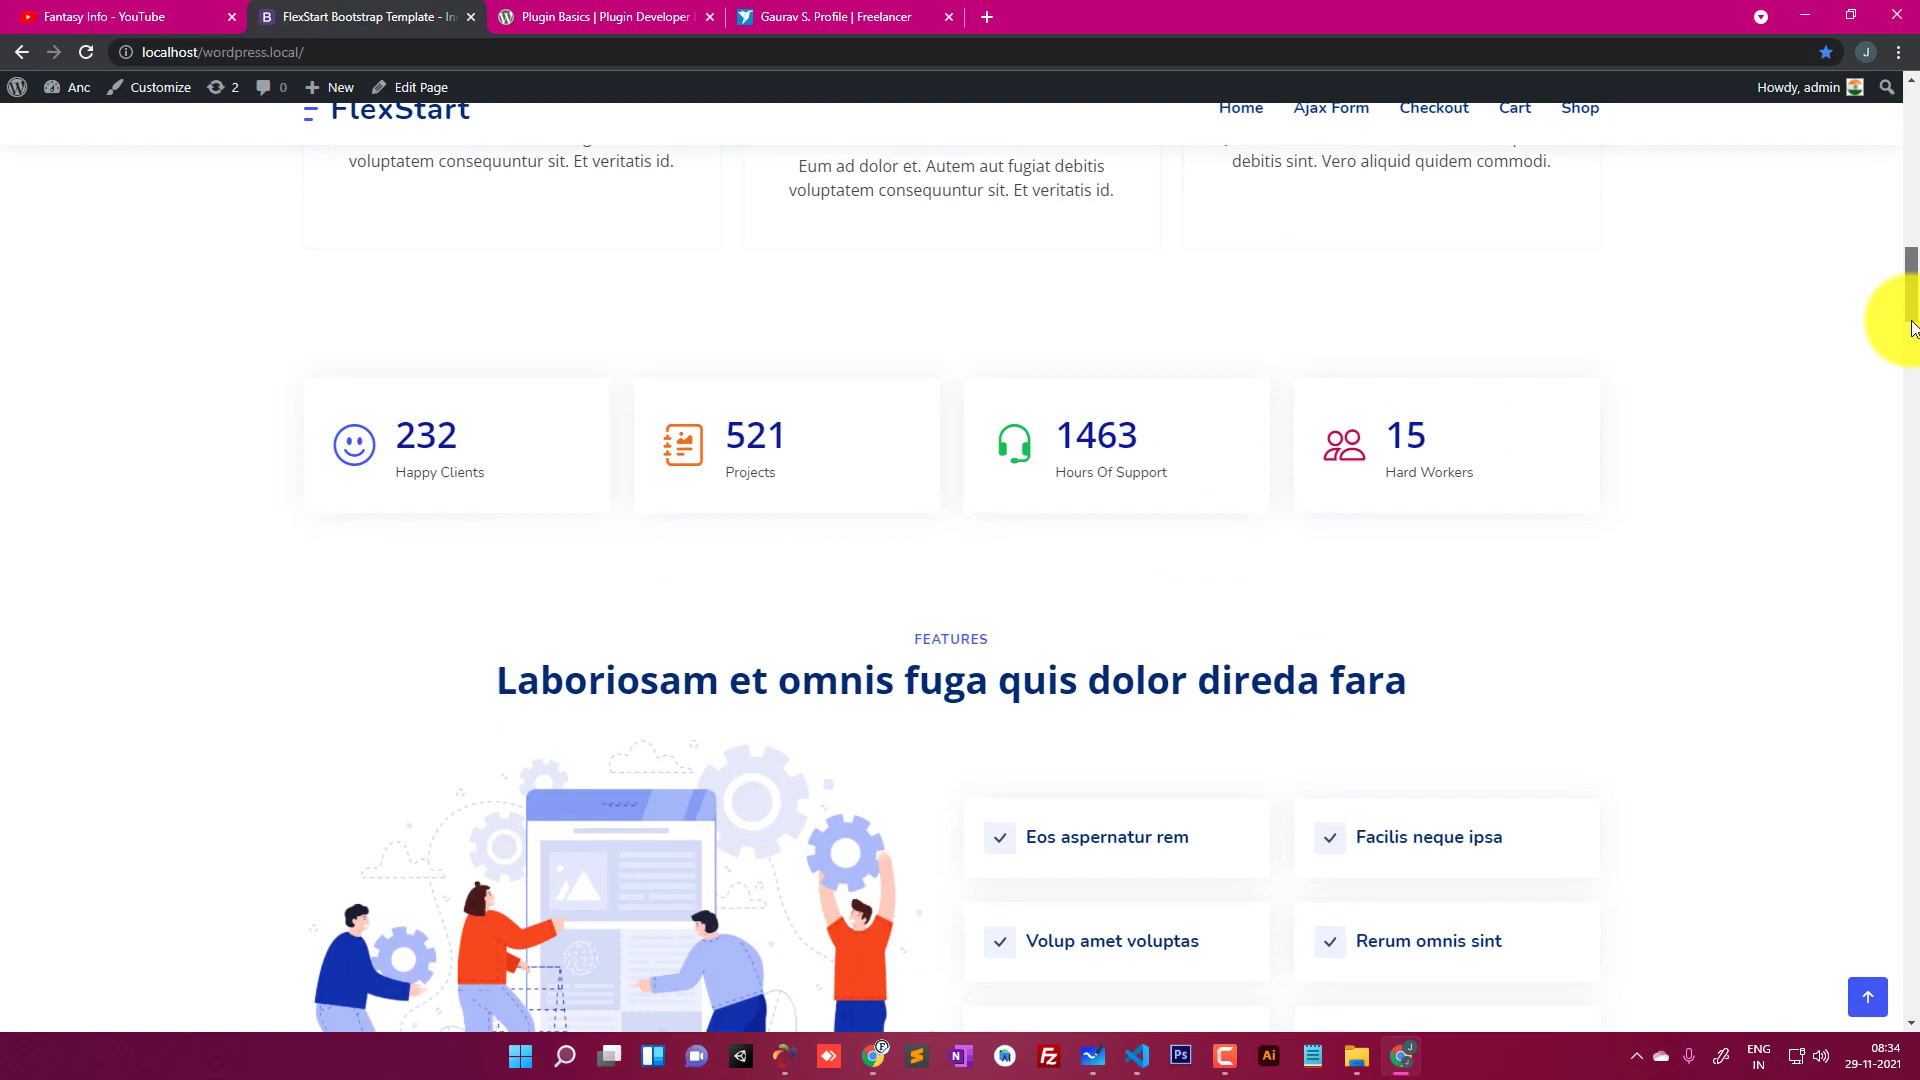 Fantasy Info - YouTube
FlexStart Bootstrap Template - In
Plugin Basics | Plugin Developer
Gaurav S. Profile | Freelancer
localhost/wordpress.local/
J
Anc
Customize
2
0
New
Edit Page
Howdy, admin
FlexStart
Home
Ajax Form
Checkout
Cart
Shop
voluptatem consequuntur sit. Et veritatis id.
Eum ad dolor et. Autem aut fugiat debitis
voluptatem consequuntur sit. Et veritatis id.
debitis sint. Vero aliquid quidem commodi.
232
Happy Clients
521
Projects
1463
Hours Of Support
15
Hard Workers
FEATURES
Laboriosam et omnis fuga quis dolor direda fara
Eos aspernatur rem
Facilis neque ipsa
Volup amet voluptas
Rerum omnis sint
Ps
Ai
ENG
IN
08:34
29-11-2021